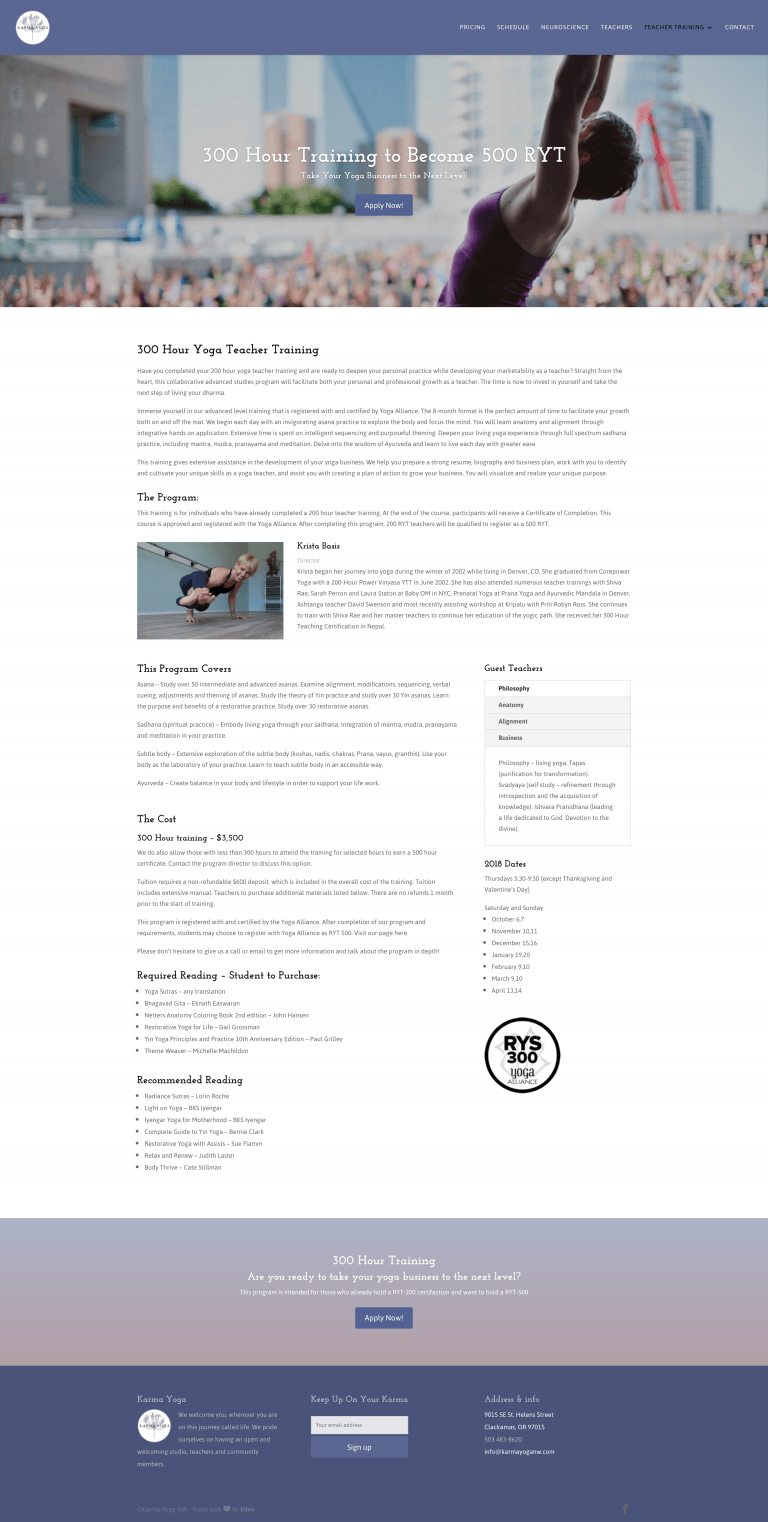 KARMA YOGA
PRICING
SCHEDULE
NEUROSCIENCE
TEACHERS
TEACHER TRAINING
CONTACT
300 Hour Training to Become 500 RYT
Take Your Yoga Business to the Next Level!
Apply Now!
300 Hour Yoga Teacher Training
Have you completed your 200 hour yoga teacher training and are ready to deepen your personal practice while developing your marketability as a teacher? Straight from the
heart, this collaborative advanced studies program will facilitate both your personal and professional growth as a teacher. The time is now to invest in yourself and take the
next step of living your dharma.
Immerse yourself in our advanced level training that is registered with and certified by Yoga Alliance. The 8-month format is the perfect amount of time to facilitate your growth
both on and off the mat. We begin each day with an invigorating asana practice to explore the body and focus the mind. You will learn anatomy and alignment through
integrative hands on application. Extensive time is spent on intelligent sequencing and purposeful theming. Deepen your living yoga experience through full spectrum sadhana
practice, including mantra, mudra, pranayama and meditation. Delve into the wisdom of Ayurveda and learn to live each day with greater ease.
This training gives extensive assistance in the development of your yoga business. We help you prepare a strong resume, biography and business plan, work with you to identify
and cultivate your unique skills as a yoga teacher, and assist you with creating a plan of action to grow your business. You will visualize and realize your unique purpose.
The Program:
This training is for individuals who have already completed a 200 hour teacher training. At the end of the course, participants will receive a Certificate of Completion. This
course is approved and registered with the Yoga Alliance. After completing this program, 200 RYT teachers will be qualified to register as a 500 RYT.
Krista Basis
Director
Krista began her journey into yoga during the winter of 2002 while living in Denver, CO. She graduated from Corepower
Yoga with a 200-Hour Power Vinyasa YTT in June 2002. She has also attended numerous teacher trainings with Shiva
Rae, Sarah Perron and Laura Staton at Baby OM in NYC, Prenatal Yoga at Prana Yoga and Ayurvedic Mandala in Denver,
Ashtanga teacher David Swenson and most recently assisting workshop at Kripalu with Priti Robyn Ross. She continues
to train with Shiva Rae and her master teachers to continue her education of the yogic path. She received her 300 Hour
Teaching Certification in Nepal.
This Program Covers
Asana – Study over 50 intermediate and advanced asanas. Examine alignment, modifications, sequencing, verbal
cueing, adjustments and theming of asanas. Study the theory of Yin practice and study over 30 Yin asanas. Learn
the purpose and benefits of a restorative practice. Study over 30 restorative asanas.
Sadhana (spiritual practice) – Embody living yoga through your sadhana. Integration of mantra, mudra, pranayama
and meditation in your practice.
Subtle body – Extensive exploration of the subtle body (koshas, nadis, chakras, Prana, vayus, granthis). Use your
body as the laboratory of your practice. Learn to teach subtle body in an accessible way.
Ayurveda – Create balance in your body and lifestyle in order to support your life work.
The Cost
300 Hour training – $3,500
We do also allow those with less than 300 hours to attend the training for selected hours to earn a 500 hour
certificate. Contact the program director to discuss this option.
Tuition requires a non-refundable $600 deposit, which is included in the overall cost of the training. Tuition
includes extensive manual. Teachers to purchase additional materials listed below. There are no refunds 1 month
prior to the start of training.
This program is registered with and certified by the Yoga Alliance. After completion of our program and
requirements, students may choose to register with Yoga Alliance as RYT 500. Visit our page here.
Please don't hesitate to give us a call or email to get more information and talk about the program in depth!
Required Reading – Student to Purchase:
Yoga Sutras – any translation
Bhagavad Gita – Eknath Easwaran
Netters Anatomy Coloring Book 2nd edition – John Hansen
Restorative Yoga for Life – Gail Grossman
Yin Yoga Principles and Practice 10th Anniversary Edition – Paul Grilley
Theme Weaver – Michelle Machildon
Recommended Reading
Radiance Sutras – Lorin Roche
Light on Yoga – BKS Iyengar
Iyengar Yoga for Motherhood – BKS Iyengar
Complete Guide to Yin Yoga – Bernie Clark
Restorative Yoga with Assists – Sue Flamm
Relax and Renew – Judith Laster
Body Thrive – Cate Stillman
Guest Teachers
Philosophy
Anatomy
Alignment
Business
Philosophy – living yoga. Tapas
(purification for transformation).
Svadyaya (self study – refinement through
introspection and the acquisition of
knowledge). Ishvara Pranidhana (leading
a life dedicated to God. Devotion to the
divine).
2018 Dates
Thursdays 5:30-9:30 (except Thanksgiving and
Valentine's Day)
Saturday and Sunday
October 6,7
November 10,11
December 15,16
January 19,20
February 9,10
March 9,10
April 13,14
RYS
300
yoga
ALLIANCE
300 Hour Training
Are you ready to take your yoga business to the next level?
This program is intended for those who already hold a RYT-200 certifaction and want to hold a RYT-500
Apply Now!
Karma Yoga
KARMA YOGA
We welcome you, wherever you are
on this journey called life. We pride
ourselves on having an open and
welcoming studio, teachers and community
members.
Keep Up On Your Karma
Your email address
Sign up
Address & info
9015 SE St. Helens Street
Clackamas, OR 97015
503 483-8620
info@karmayoganw.com
©Karma Yoga NW - Made with by Eden